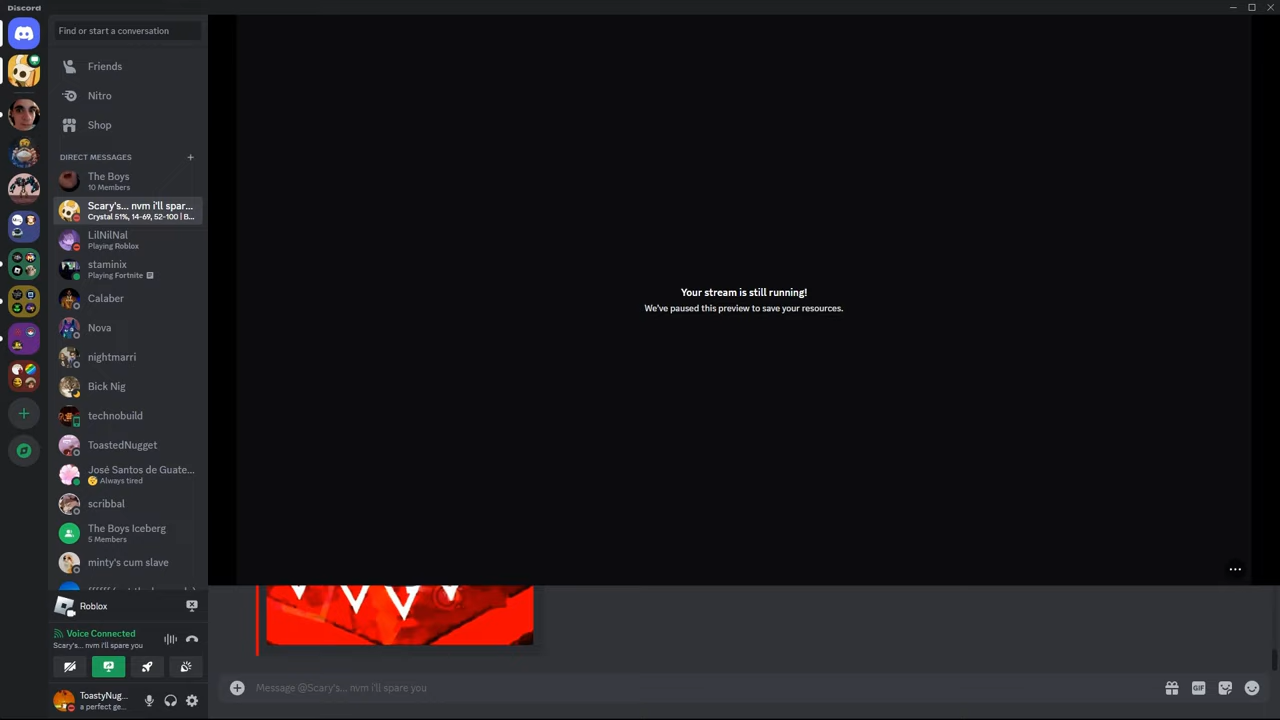 Discord
Find or start a conversation
Friends
Nitro
Shop
DIRECT MESSAGES
The Boys
10 Members
Scary's... nvm i'll spar...
Crystal 51%, 14-69, 52-100 | B...
LilNilNal
Playing Roblox
staminix
Playing Fortnite
Calaber
Nova
nightmarri
Bick Nig
technobuild
ToastedNugget
José Santos de Guate...
Always tired
scribbal
The Boys Iceberg
5 Members
minty's cum slave
Roblox
Voice Connected
Scary's... nvm i'll spare you
ToastyNug...
a perfect ge...
Your stream is still running!
We've paused this preview to save your resources.
Message @Scary's... nvm i'll spare you
GIF